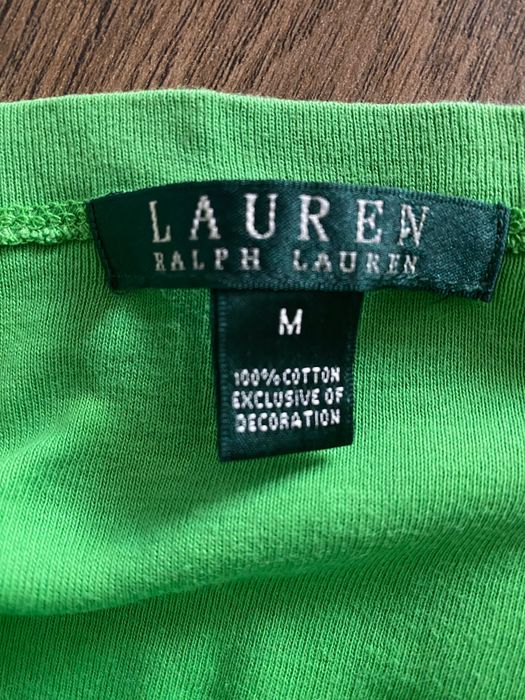 LAUREN
RALPH LAUREN
M
100% COTTON
EXCLUSIVE OF
DECORATION